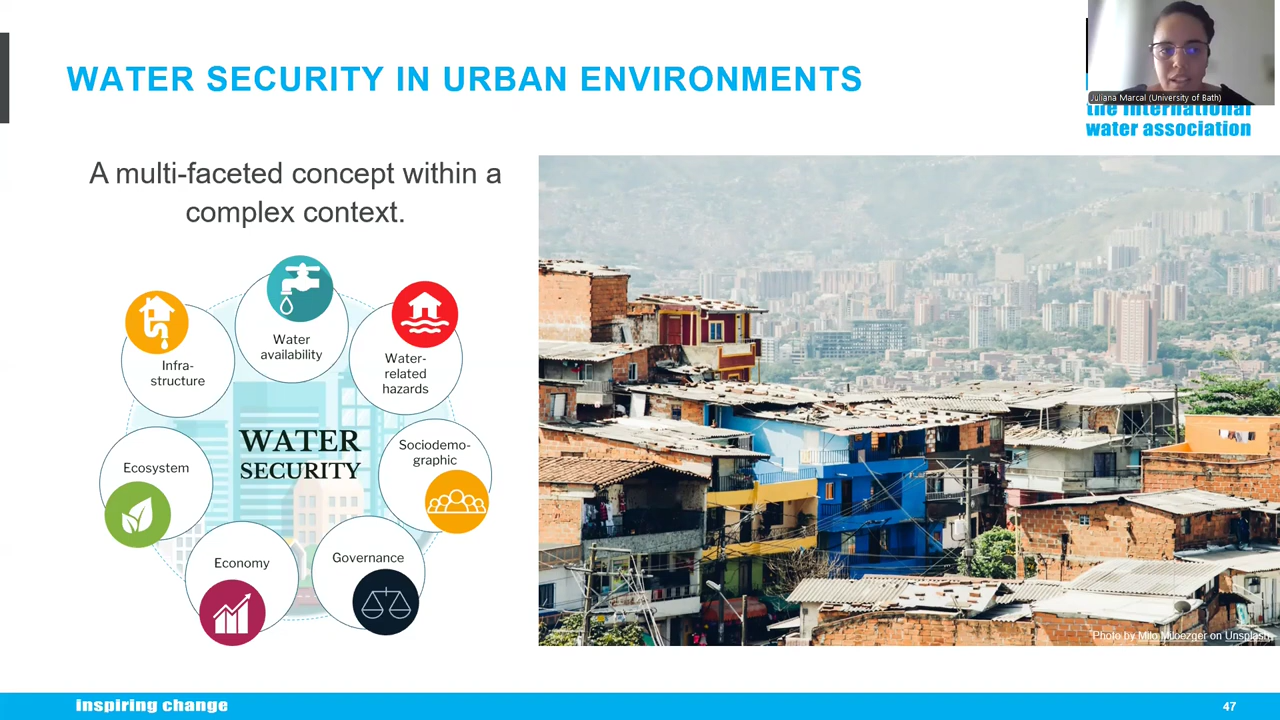 WATER SECURITY IN URBAN ENVIRONMENTS
Juliana Marcal (University of Bath)
the international
water association
A multi-faceted concept within a
complex context.
Water
availability
Infra-
structure
Water-
related
hazards
WATER
SECURITY
Sociodemo-
graphic
Ecosystem
Economy
Governance
Photo by Milo Miloezger on Unsplash
inspiring change
47